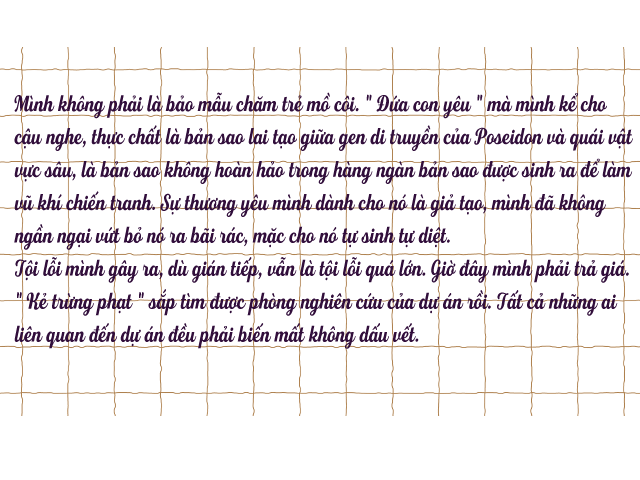 Mình không phải là bảo mẫu chăm trẻ mồ côi. " Đứa con yêu " mà mình kể cho
cậu nghe, thực chất là bản sao lai tạo giữa gen di truyền của Poseidon và quái vật
vực sâu, là bản sao không hoàn hảo trong hàng ngàn bản sao được sinh ra để làm
vũ khí chiến tranh. Sự thương yêu mình dành cho nó là giả tạo, mình đã không
ngần ngại vứt bỏ nó ra bãi rác, mặc cho nó tự sinh tự diệt.
Tội lỗi mình gây ra, dù gián tiếp, vẫn là tội lỗi quá lớn. Giờ đây mình phải trả giá.
" Kẻ trừng phạt " sắp tìm được phòng nghiên cứu của dự án rồi. Tất cả những ai
liên quan đến dự án đều phải biến mất không dấu vết.